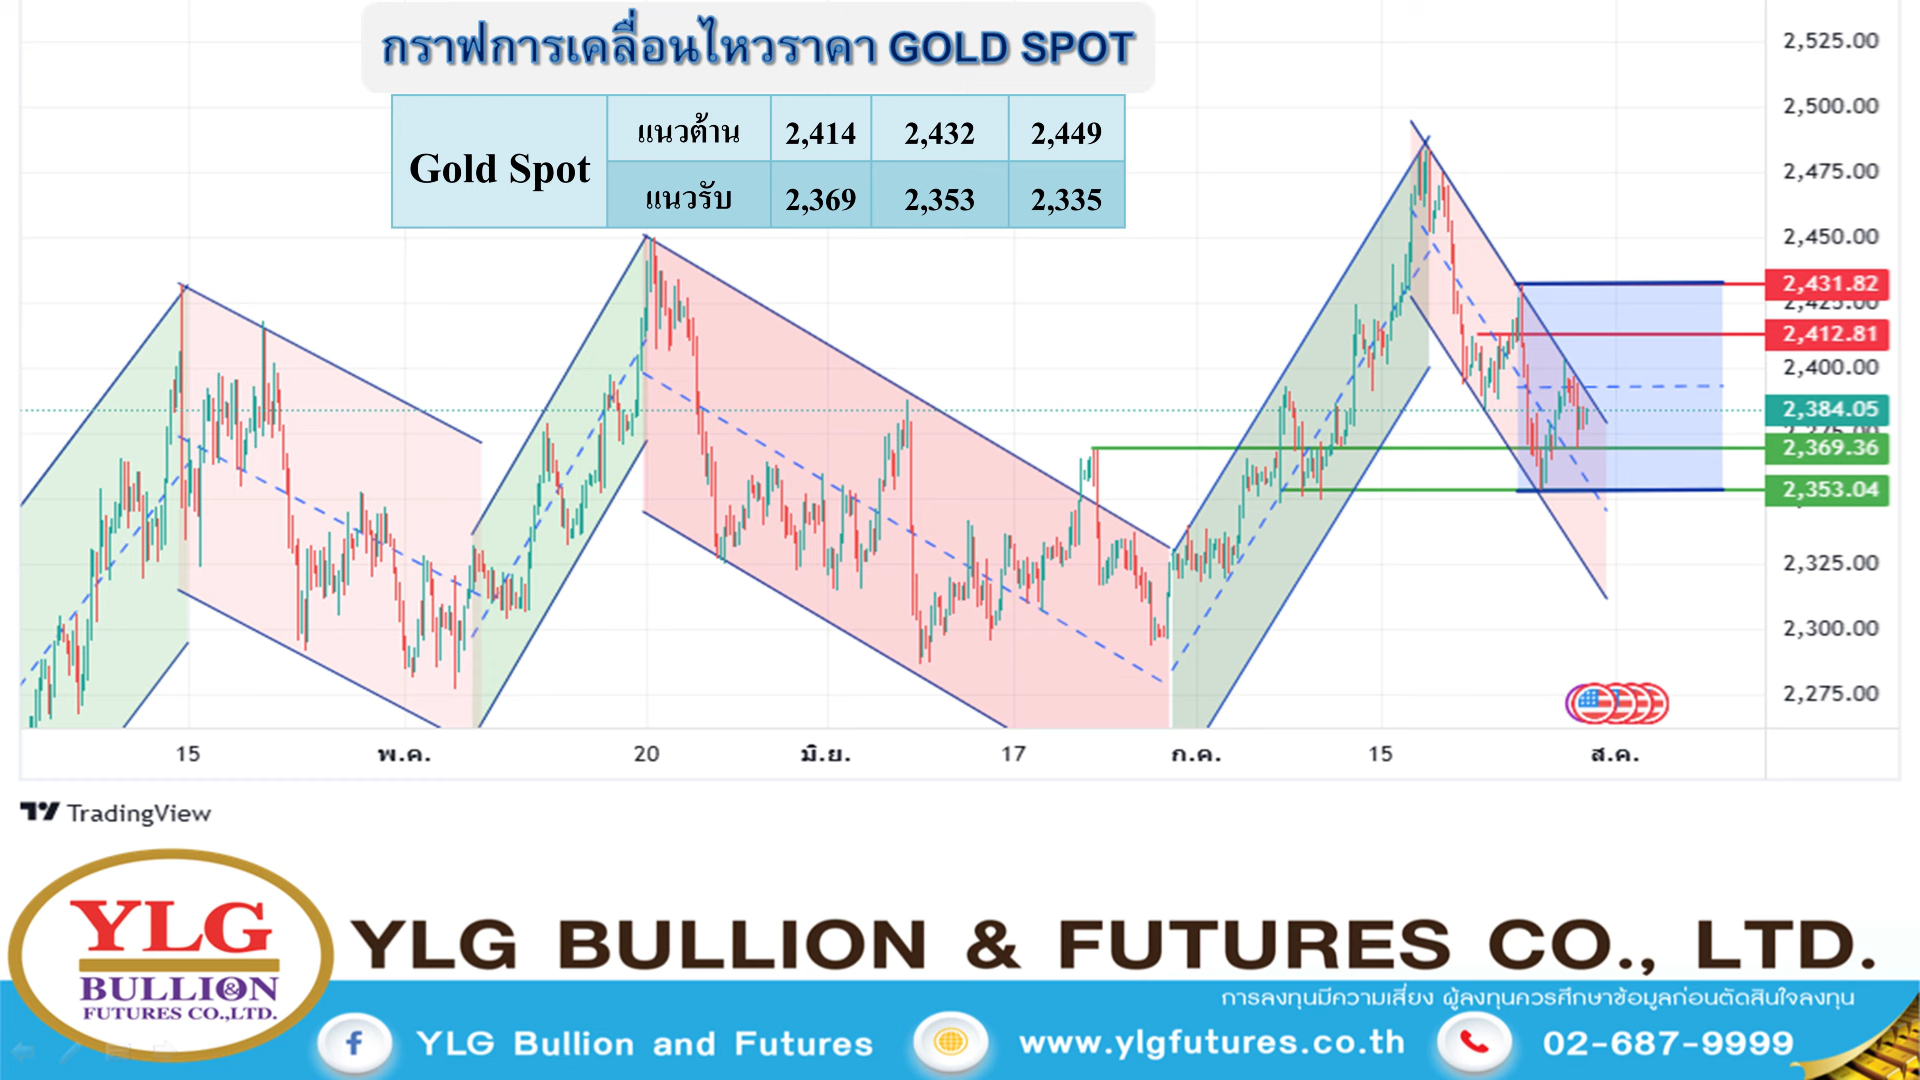 กราฟการเคลื่อนไหวราคา GOLD SPOT
Gold Spot
แนวต้าน 2,414 2,432 2,449
แนวรับ 2,369 2,353 2,335
2,525.00
2,500.00
2,475.00
2,450.00
2,431.82
2,425.00
2,412.81
2,400.00
2,384.05
2,375.00
2,369.36
2,353.04
2,325.00
2,300.00
2,275.00
15 พ.ค. 20 มิ.ย. 17 ก.ค. 15 ส.ค.
TradingView
YLG
BULLION
&
FUTURES CO.,LTD.
YLG BULLION & FUTURES CO., LTD.
การลงทุนมีความเสี่ยง ผู้ลงทุนควรศึกษาข้อมูลก่อนตัดสินใจลงทุน
f YLG Bullion and Futures www.ylgfutures.co.th 02-687-9999